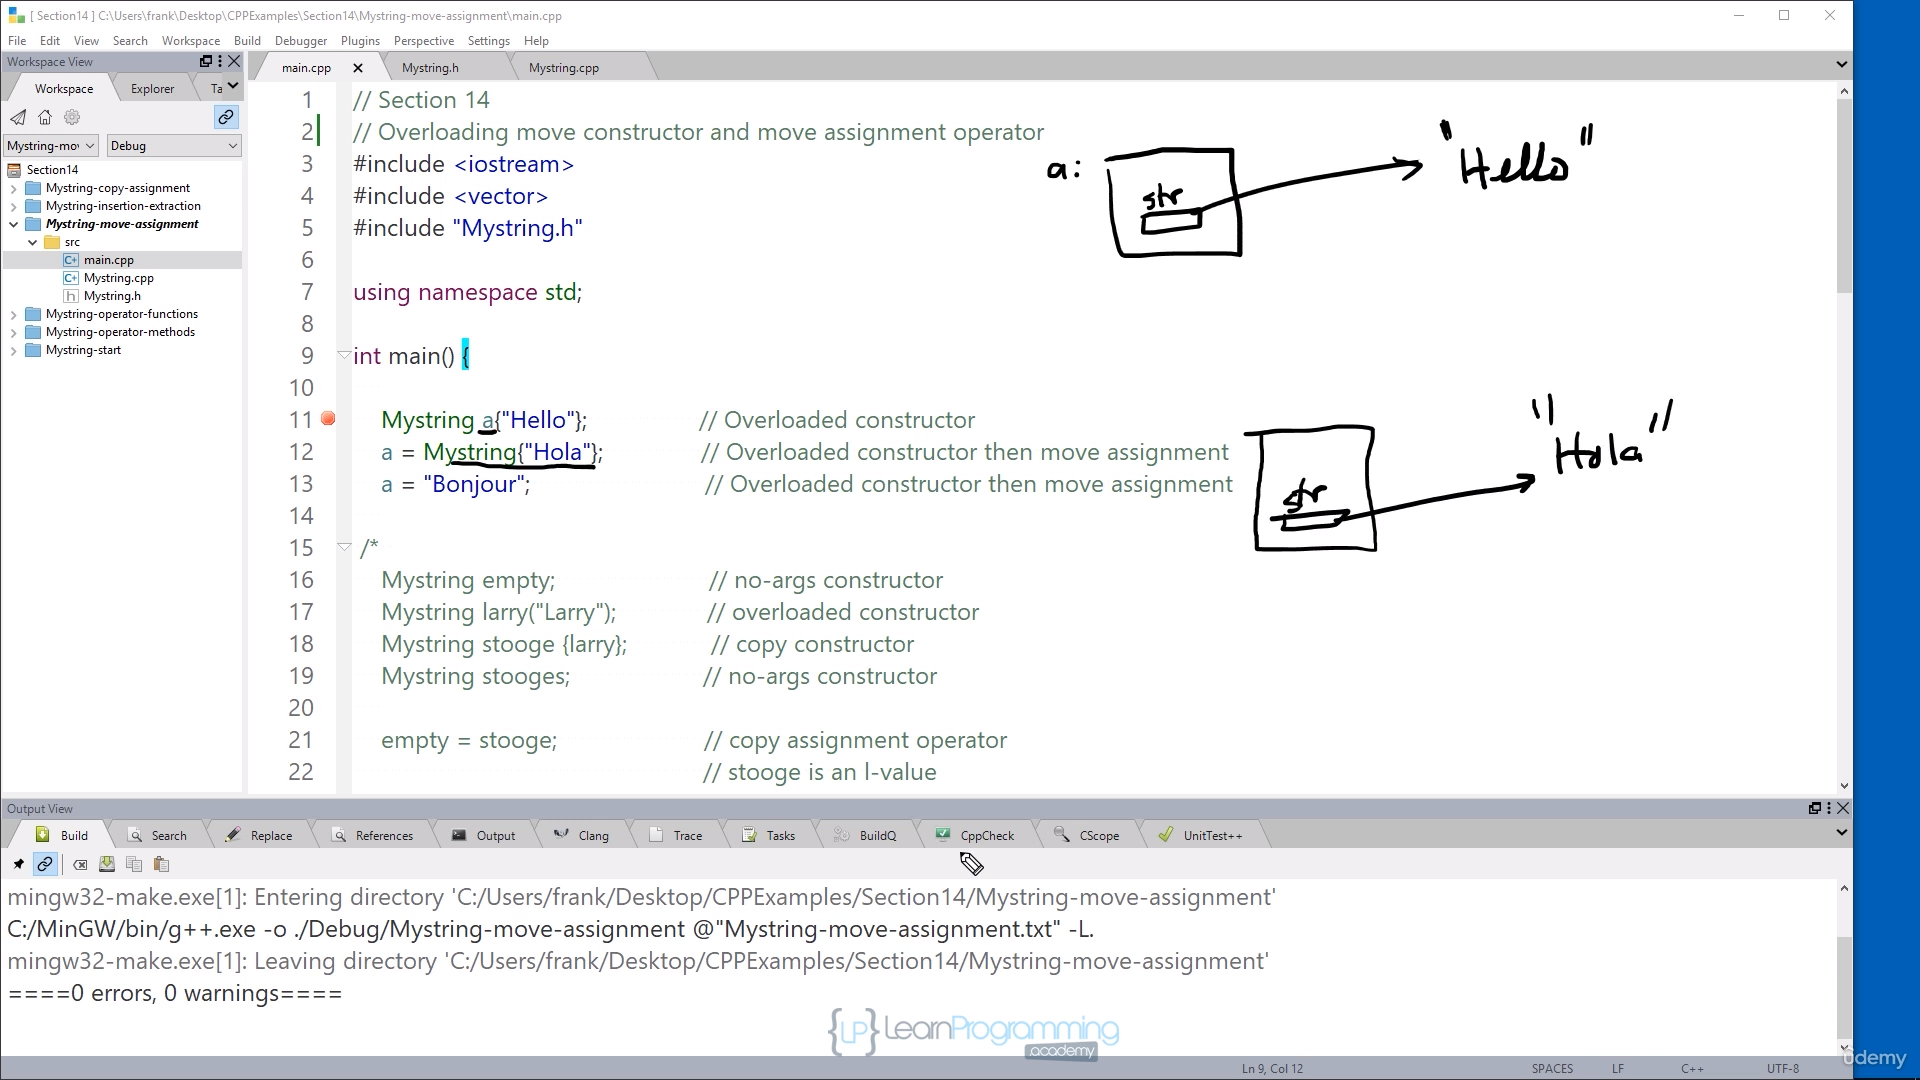 [ Section14 ] C:\Users\frank\Desktop\CPPExamples\Section14\Mystring-move-assignment\main.cpp
File Edit View Search Workspace Build Debugger Plugins Perspective Settings Help
Workspace View
main.cpp Mystring.h Mystring.cpp
Workspace Explorer Ta
Mystring-mov Debug
Section14
Mystring-copy-assignment
Mystring-insertion-extraction
Mystring-move-assignment
src
main.cpp
Mystring.cpp
Mystring.h
Mystring-operator-functions
Mystring-operator-methods
Mystring-start
1 // Section 14
2 // Overloading move constructor and move assignment operator
3 #include <iostream>
4 #include <vector>
5 #include "Mystring.h"
6
7 using namespace std;
8
9 int main() {
10
11 Mystring a{"Hello"}; // Overloaded constructor
12 a = Mystring{"Hola"}; // Overloaded constructor then move assignment
13 a = "Bonjour"; // Overloaded constructor then move assignment
14
15 /*
16 Mystring empty; // no-args constructor
17 Mystring larry("Larry"); // overloaded constructor
18 Mystring stooge {larry}; // copy constructor
19 Mystring stooges; // no-args constructor
20
21 empty = stooge; // copy assignment operator
22 // stooge is an l-value
a: str "Hello"
str "Hola"
Output View
Build Search Replace References Output Clang Trace Tasks BuildQ CppCheck CScope UnitTest++
mingw32-make.exe[1]: Entering directory 'C:/Users/frank/Desktop/CPPExamples/Section14/Mystring-move-assignment'
C:/MinGW/bin/g++.exe -o ./Debug/Mystring-move-assignment @"Mystring-move-assignment.txt" -L.
mingw32-make.exe[1]: Leaving directory 'C:/Users/frank/Desktop/CPPExamples/Section14/Mystring-move-assignment'
====0 errors, 0 warnings====
{LP} LearnProgramming
.academy
Ln 9, Col 12 SPACES LF C++ UTF-8
ûdemy